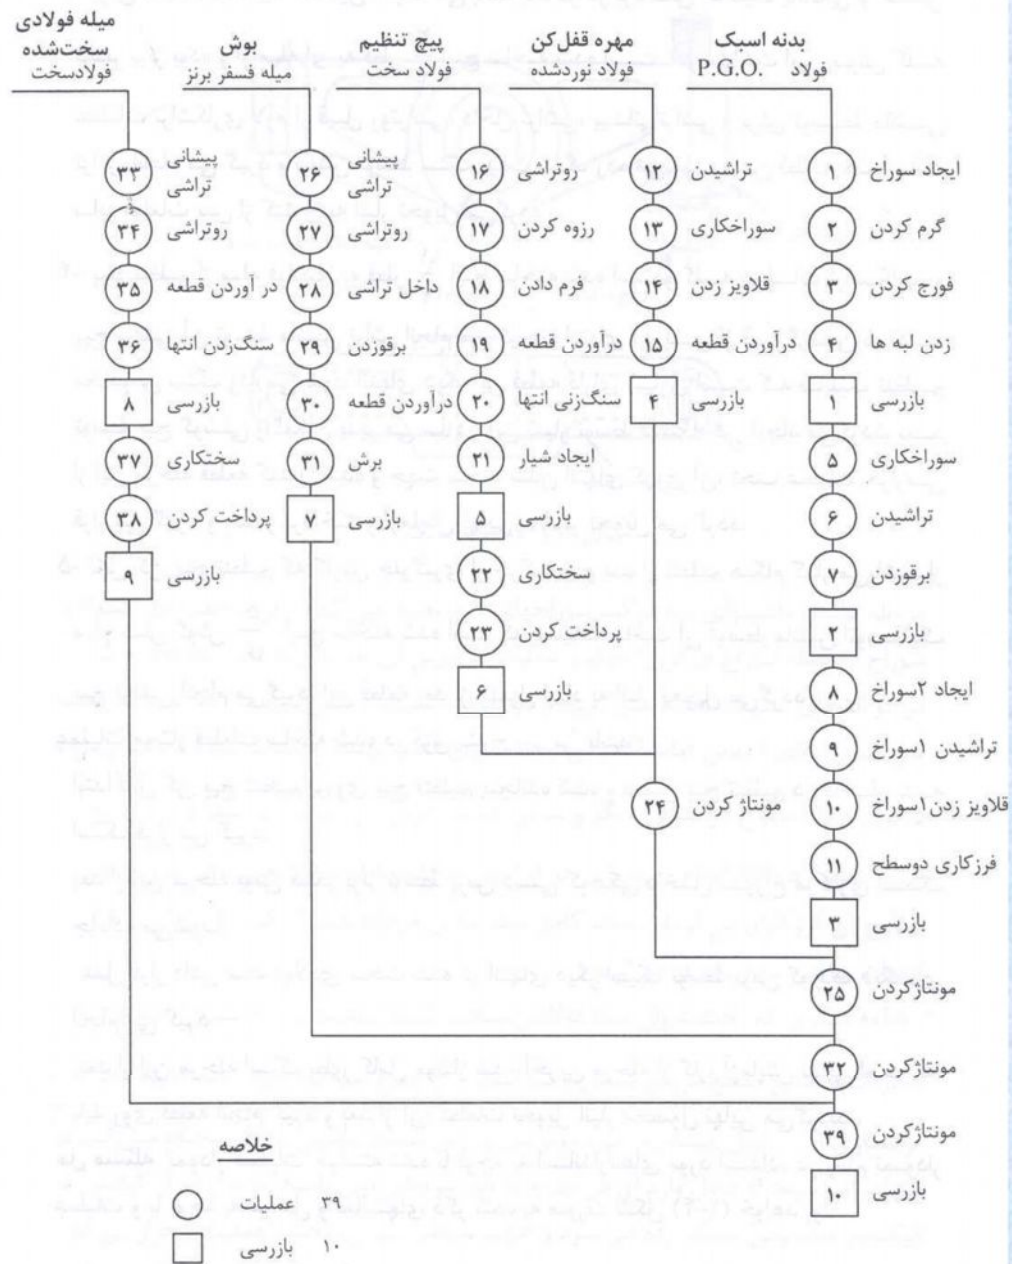 بدنه اسبک
فولاد P.G.O.
۱ ایجاد سوراخ
۲ گرم کردن
۳ فورج کردن
۴ زدن لبه ها
۱ بازرسی
۵ سوراخکاری
۶ تراشیدن
۷ برقوزدن
۲ بازرسی
۸ ایجاد ۲سوراخ
۹ تراشیدن ۱سوراخ
۱۰ قلاویز زدن۱سوراخ
۱۱ فرزکاری دوسطح
۳ بازرسی
۲۵ مونتاژکردن
۳۲ مونتاژکردن
۳۹ مونتاژکردن
۱۰ بازرسی
مهره قفل‌کن
فولاد نوردشده
۱۲ تراشیدن
۱۳ سوراخکاری
۱۴ قلاویز زدن
۱۵ درآوردن قطعه
۴ بازرسی
۲۴ مونتاژ کردن
پیچ تنظیم
فولاد سخت
۱۶ روتراشی
۱۷ رزوه کردن
۱۸ فرم دادن
۱۹ درآوردن قطعه
۲۰ سنگ‌زنی انتها
۲۱ ایجاد شیار
۵ بازرسی
۲۲ سختکاری
۲۳ پرداخت کردن
۶ بازرسی
بوش
میله فسفر برنز
۲۶ پیشانی
تراشی
۲۷ روتراشی
۲۸ داخل تراشی
۲۹ برقوزدن
۳۰ درآوردن قطعه
۳۱ برش
۷ بازرسی
میله فولادی
سخت‌شده
فولادسخت
۳۳ پیشانی
تراشی
۳۴ روتراشی
۳۵ در آوردن قطعه
۳۶ سنگ‌زدن انتها
۸ بازرسی
۳۷ سختکاری
۳۸ پرداخت کردن
۹ بازرسی
خلاصه
۳۹ عملیات
۱۰ بازرسی